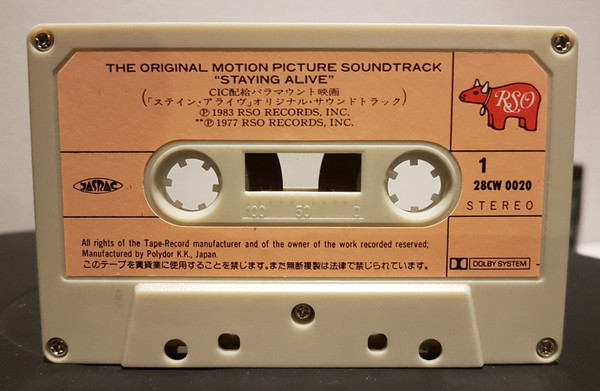 THE ORIGINAL MOTION PICTURE SOUNDTRACK
"STAYING ALIVE"
CIC配給パラマウント映画
(「ステイン・アライヴ」オリジナル・サウンドトラック)
℗ 1983 RSO RECORDS, INC.
**℗ 1977 RSO RECORDS, INC.
RSO
JASRAC
100 50 0
1
28CW 0020
STEREO
All rights of the Tape-Record manufacturer and of the owner of the work recorded reserved;
Manufactured by Polydor K.K., Japan.
このテープを賃貸業に使用することを禁じます。また無断複製は法律で禁じられています。
DOLBY SYSTEM